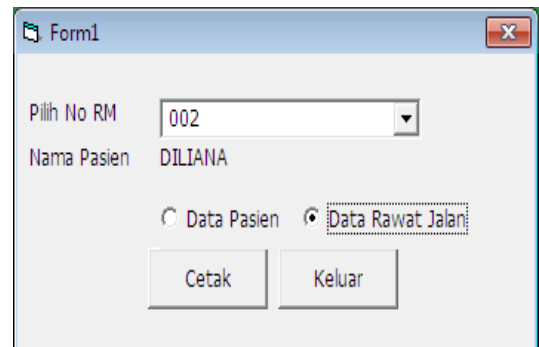 Form1
Pilih No RM 002
Nama Pasien DILIANA
Data Pasien Data Rawat Jalan
Cetak Keluar